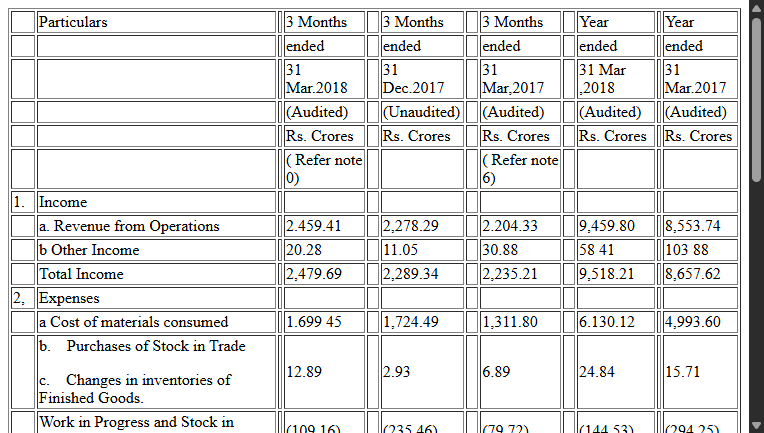 Particulars 3 Months 3 Months 3 Months Year Year
ended ended ended ended ended
31 Mar.2018 31 Dec.2017 31 Mar,2017 31 Mar ,2018 31 Mar.2017
(Audited) (Unaudited) (Audited) (Audited) (Audited)
Rs. Crores Rs. Crores Rs. Crores Rs. Crores Rs. Crores
( Refer note 0) ( Refer note 6)
1. Income
a. Revenue from Operations 2.459.41 2,278.29 2.204.33 9,459.80 8,553.74
b Other Income 20.28 11.05 30.88 58 41 103 88
Total Income 2,479.69 2,289.34 2,235.21 9,518.21 8,657.62
2, Expenses
a Cost of materials consumed 1.699 45 1,724.49 1,311.80 6.130.12 4,993.60
b. Purchases of Stock in Trade
c. Changes in inventories of Finished Goods. 12.89 2.93 6.89 24.84 15.71
Work in Progress and Stock in (109.16) (235.46) (79.72) (144.53) (294.25)